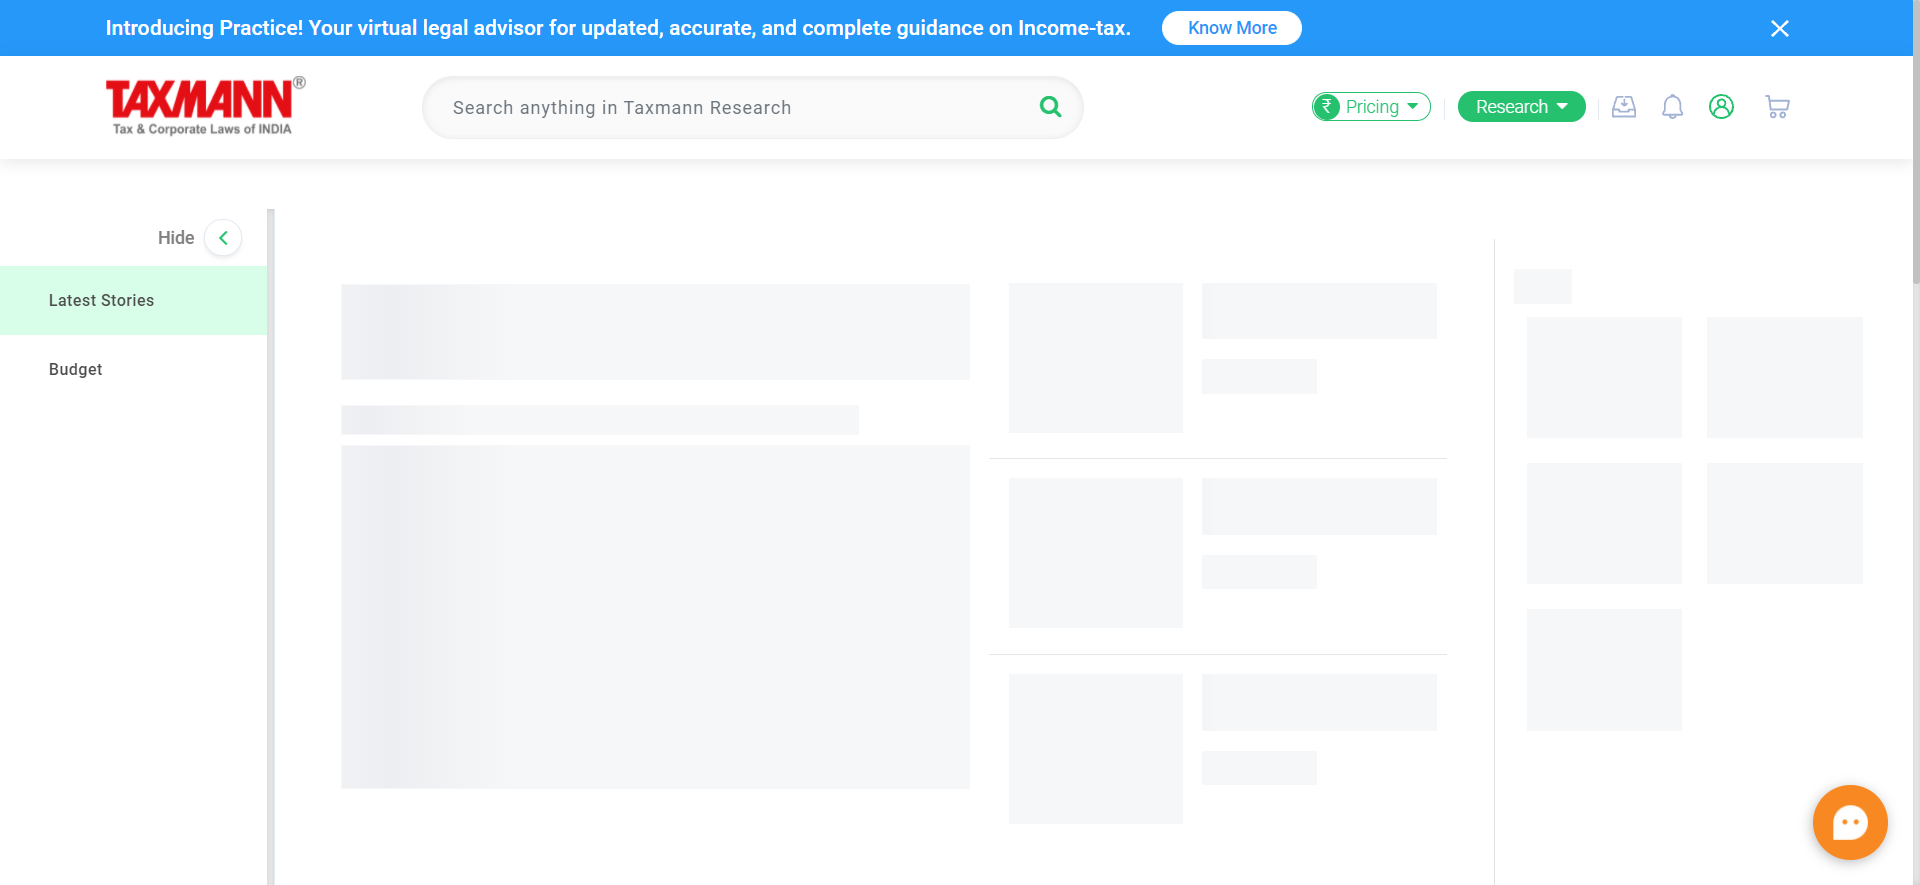 Introducing Practice! Your virtual legal advisor for updated, accurate, and complete guidance on Income-tax.
Know More
TAXMANN®
Tax & Corporate Laws of INDIA
Search anything in Taxmann Research
₹ Pricing
Research
Hide
Latest Stories
Budget